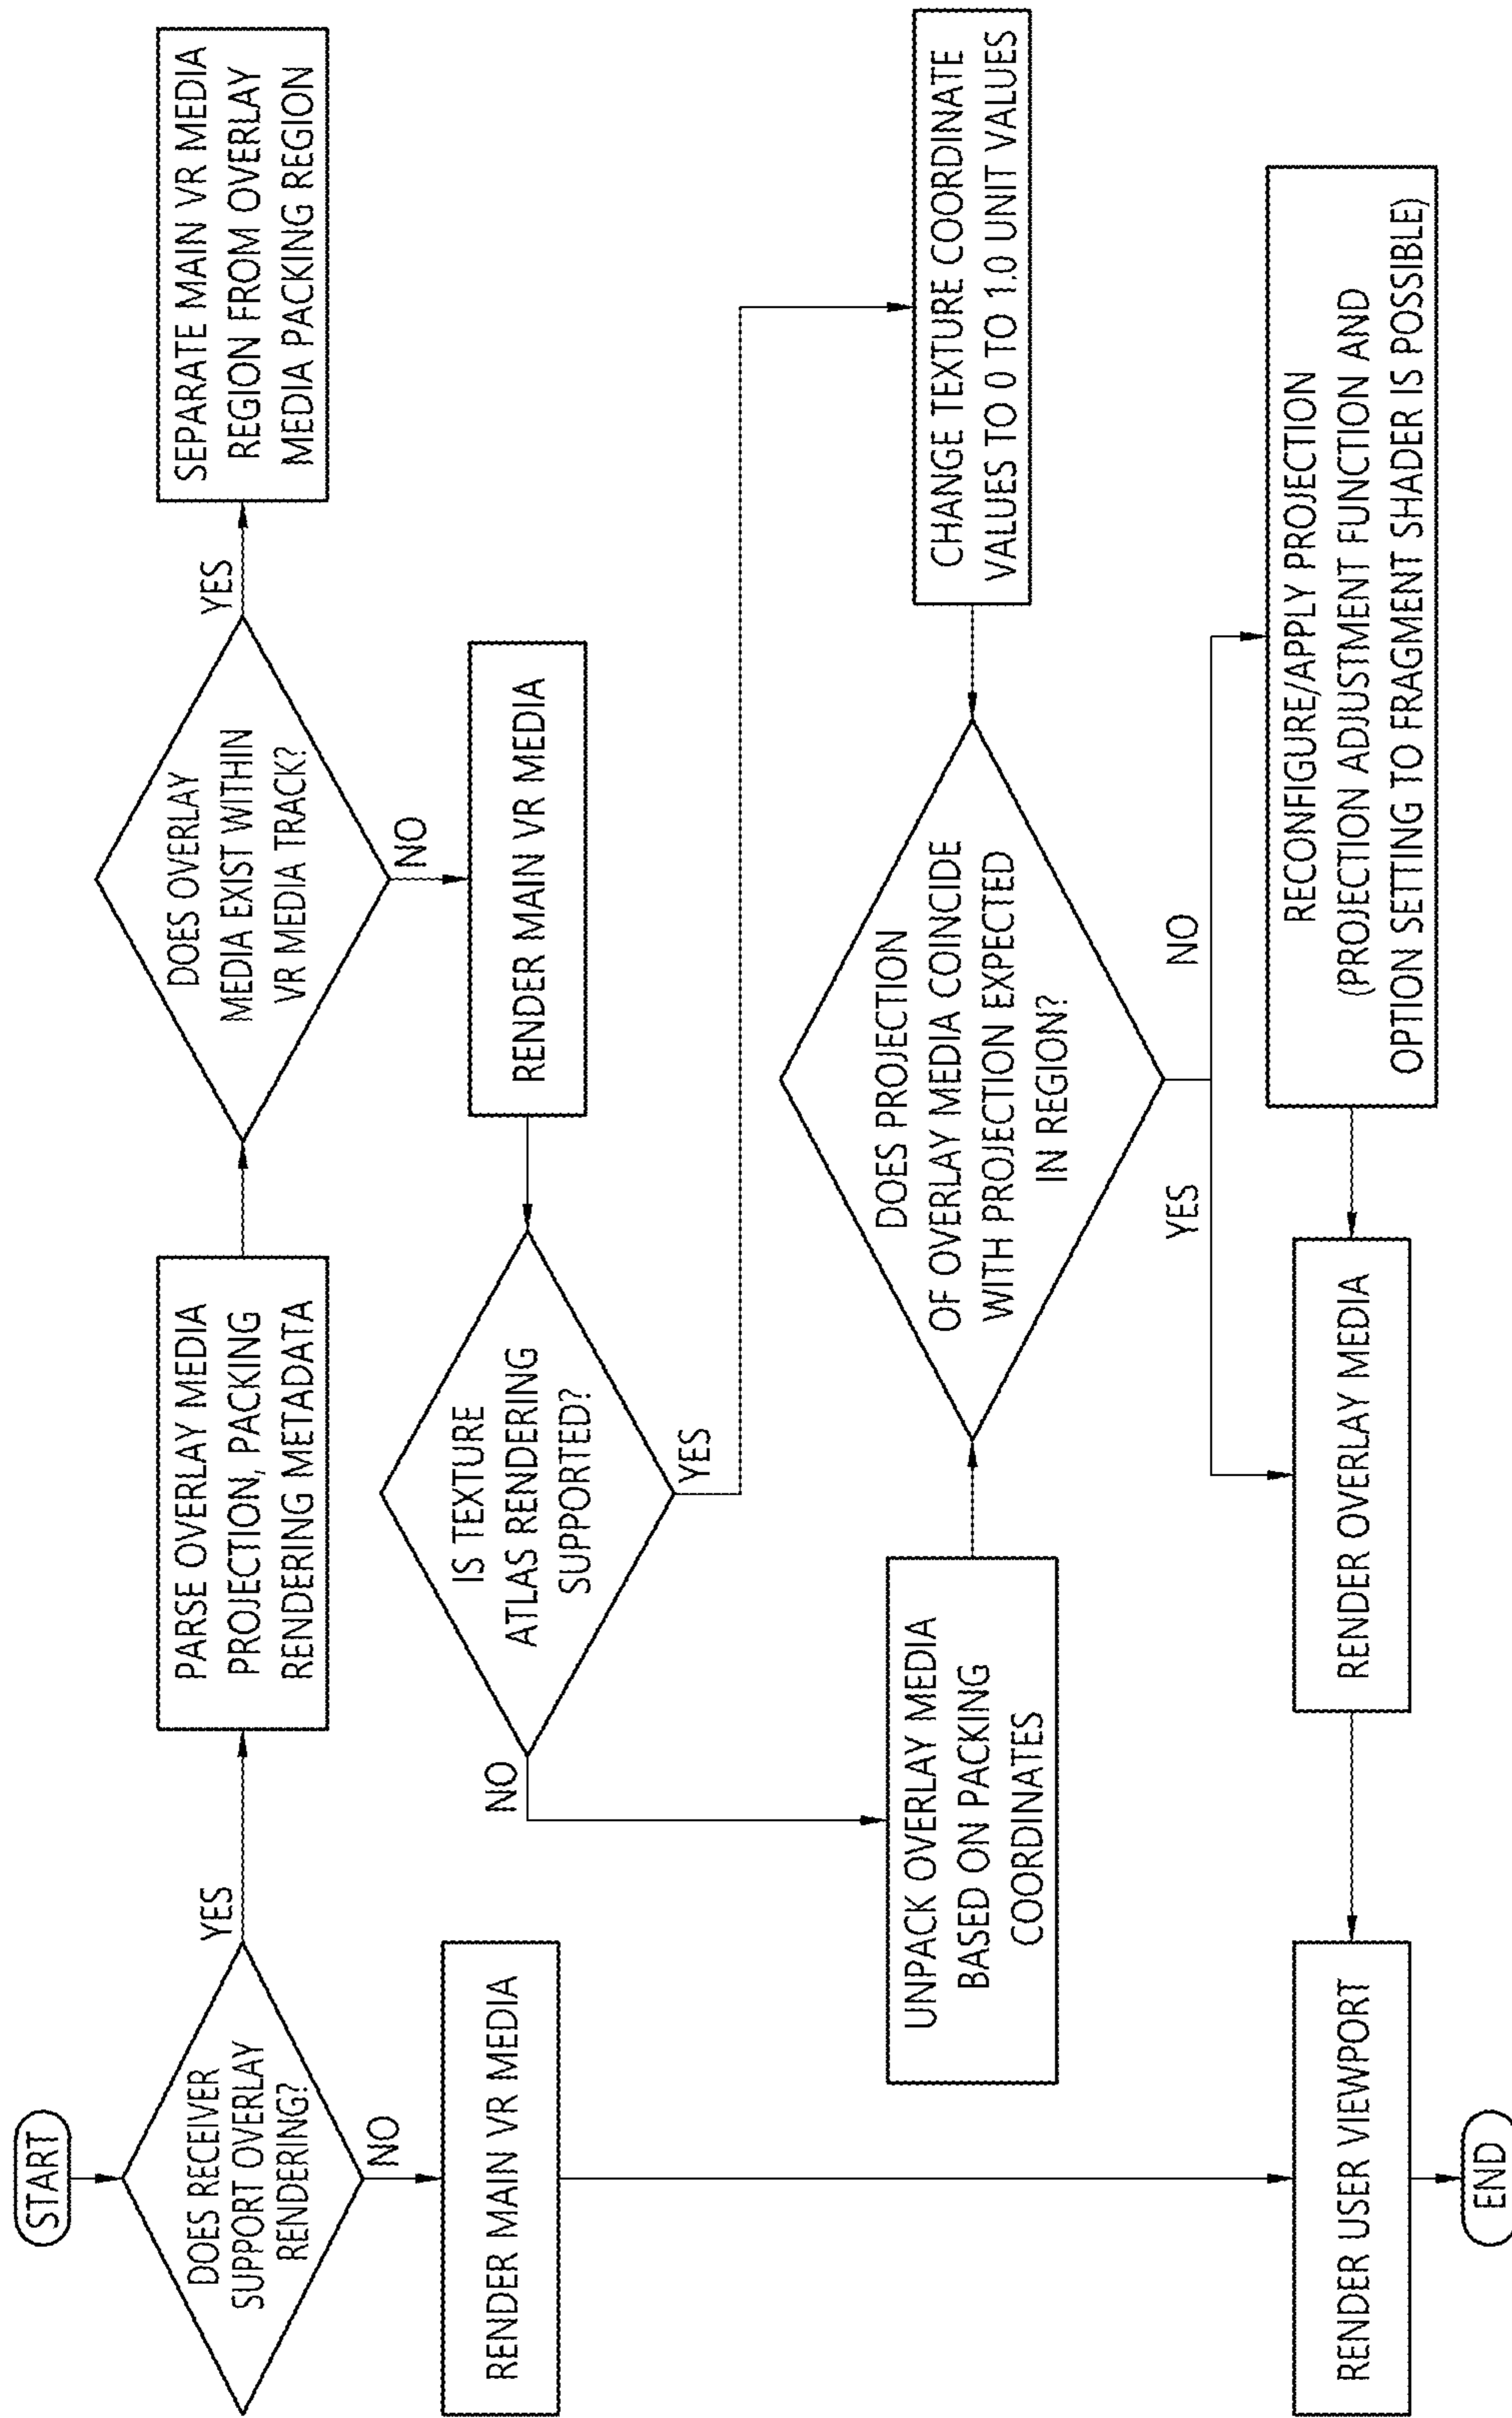 START
DOES RECEIVER
SUPPORT OVERLAY
RENDERING?
YES
NO
PARSE OVERLAY MEDIA
PROJECTION, PACKING
RENDERING METADATA
DOES OVERLAY
MEDIA EXIST WITHIN
VR MEDIA TRACK?
YES
NO
SEPARATE MAIN VR MEDIA
REGION FROM OVERLAY
MEDIA PACKING REGION
RENDER MAIN VR MEDIA
RENDER MAIN VR MEDIA
IS TEXTURE
ATLAS RENDERING
SUPPORTED?
NO
YES
UNPACK OVERLAY MEDIA
BASED ON PACKING
COORDINATES
DOES PROJECTION
OF OVERLAY MEDIA COINCIDE
WITH PROJECTION EXPECTED
IN REGION?
CHANGE TEXTURE COORDINATE
VALUES TO 0 TO 1.0 UNIT VALUES
YES
NO
RENDER USER VIEWPORT
RENDER OVERLAY MEDIA
RECONFIGURE/APPLY PROJECTION
(PROJECTION ADJUSTMENT FUNCTION AND
OPTION SETTING TO FRAGMENT SHADER IS POSSIBLE)
END